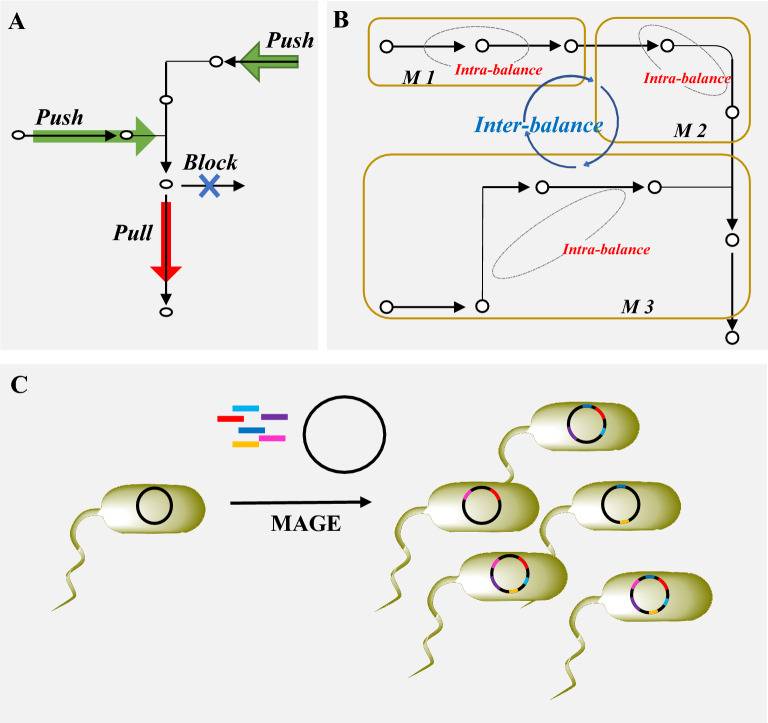 A
Push
Push
Block
Pull
B
M 1
Intra-balance
Intra-balance
M 2
Inter-balance
Intra-balance
M 3
C
MAGE